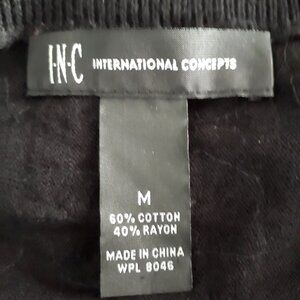 I·N·C INTERNATIONAL CONCEPTS
M
60% COTTON
40% RAYON
MADE IN CHINA
WPL 8046